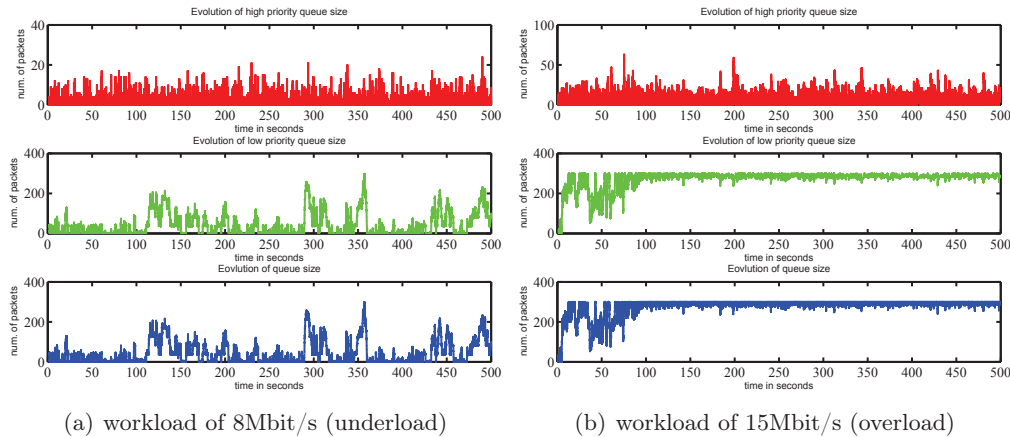 Evolution of high priority queue size
num. of packets
40
20
0
0 50 100 150 200 250 300 350 400 450 500
time in seconds
Evolution of low priority queue size
num. of packets
400
200
0
0 50 100 150 200 250 300 350 400 450 500
time in seconds
Eovlution of queue size
num. of packets
400
200
0
0 50 100 150 200 250 300 350 400 450 500
time in seconds
(a) workload of 8Mbit/s (underload)
Evolution of high priority queue size
num. of packets
100
50
0
0 50 100 150 200 250 300 350 400 450 500
time in seconds
Evolution of low priority queue size
num. of packets
400
200
0
0 50 100 150 200 250 300 350 400 450 500
time in seconds
Eovlution of queue size
num. of packets
400
200
0
0 50 100 150 200 250 300 350 400 450 500
time in seconds
(b) workload of 15Mbit/s (overload)